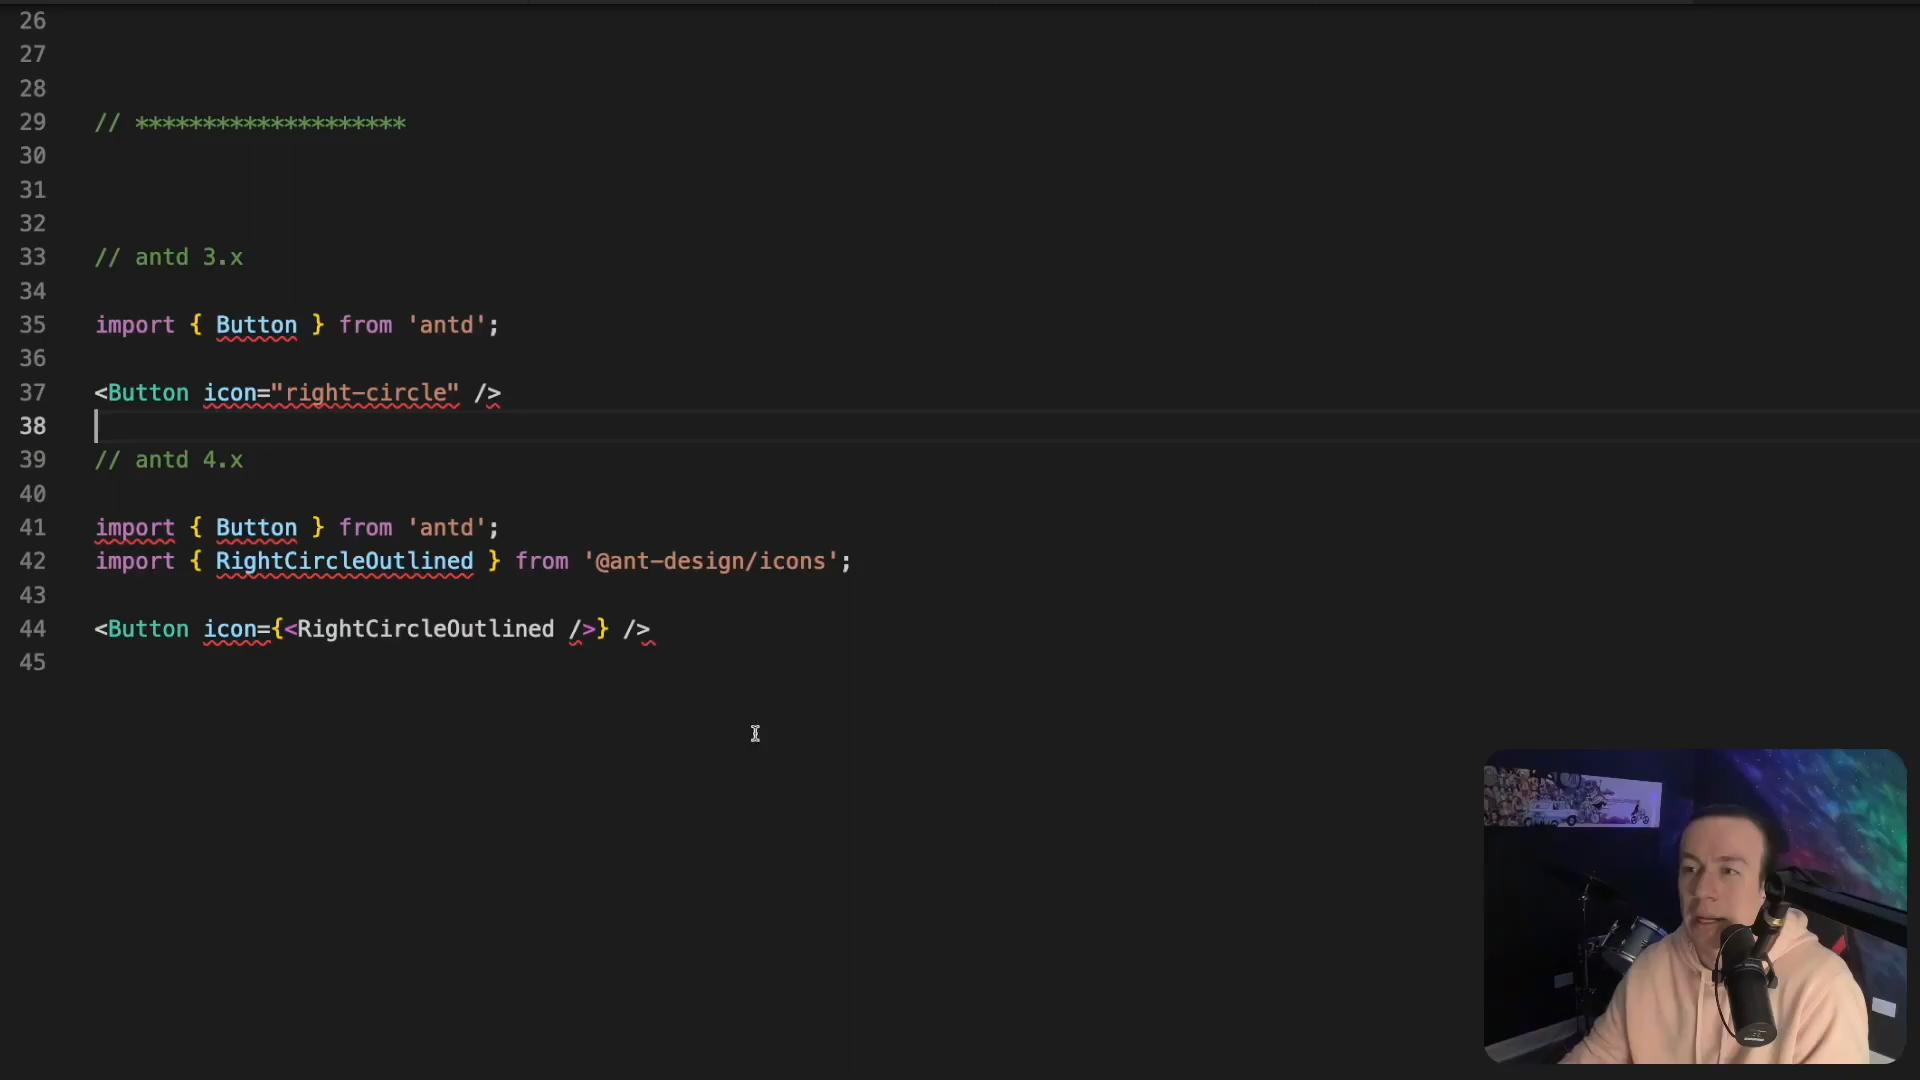 26
27
28
29 // ********************
30
31
32
33 // antd 3.x
34
35 import { Button } from 'antd';
36
37 <Button icon="right-circle" />
38
39 // antd 4.x
40
41 import { Button } from 'antd';
42 import { RightCircleOutlined } from '@ant-design/icons';
43
44 <Button icon={<RightCircleOutlined />} />
45